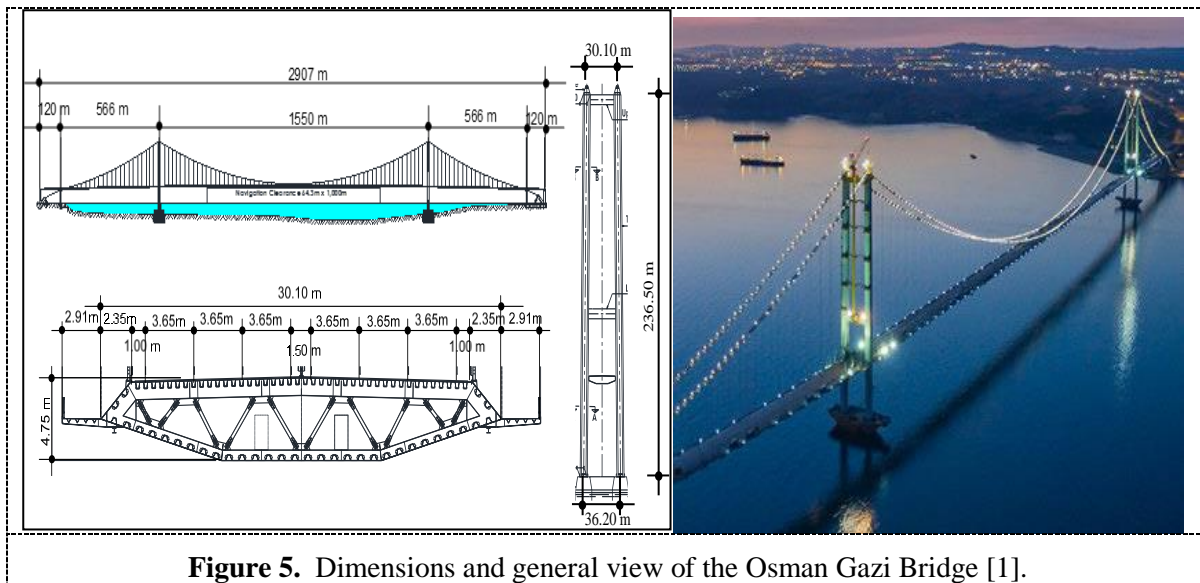 2907 m
120 m 566 m 1550 m 566 m 120 m
Navigation Clearance 64.3m x 1,000m
30.10 m
236.50 m
36.20 m
30.10 m
2.91m 2.35m 3.65m 3.65m 3.65m 3.65m 3.65m 3.65m 2.35m 2.91m
1.00 m 1.50 m 1.00 m
4.75 m
A
Figure 5. Dimensions and general view of the Osman Gazi Bridge [1].